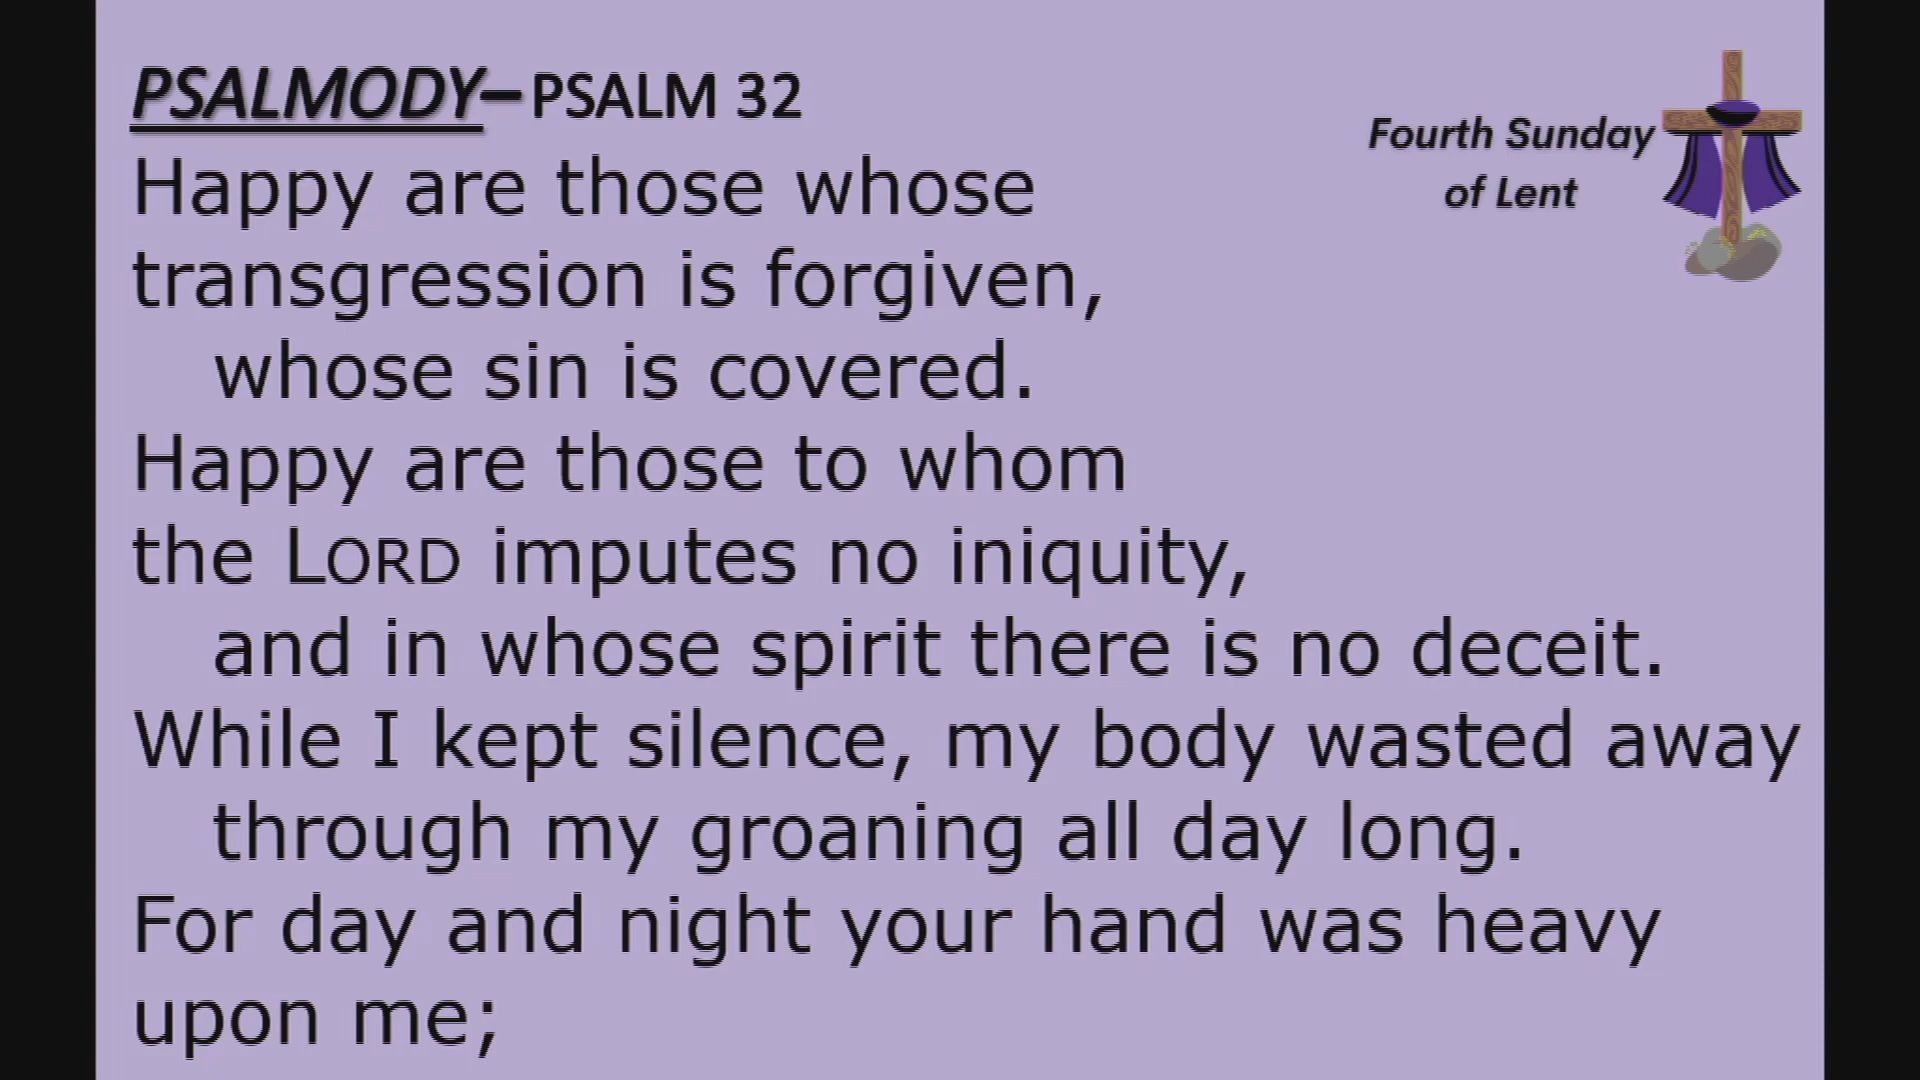 PSALMODY–PSALM 32
Fourth Sunday
of Lent
Happy are those whose
transgression is forgiven,
whose sin is covered.
Happy are those to whom
the LORD imputes no iniquity,
and in whose spirit there is no deceit.
While I kept silence, my body wasted away
through my groaning all day long.
For day and night your hand was heavy
upon me;